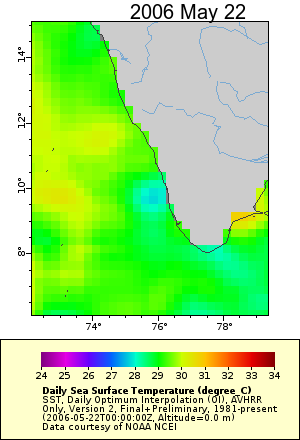 2006 May 22
14°
12°
10°
8°
74°
76°
78°
24 25 26 27 28 29 30 31 32 33 34
Daily Sea Surface Temperature (degree_C)
SST, Daily Optimum Interpolation (OI), AVHRR
Only, Version 2, Final+Preliminary, 1981-present
(2006-05-22T00:00:00Z, Altitude=0.0 m)
Data courtesy of NOAA NCEI